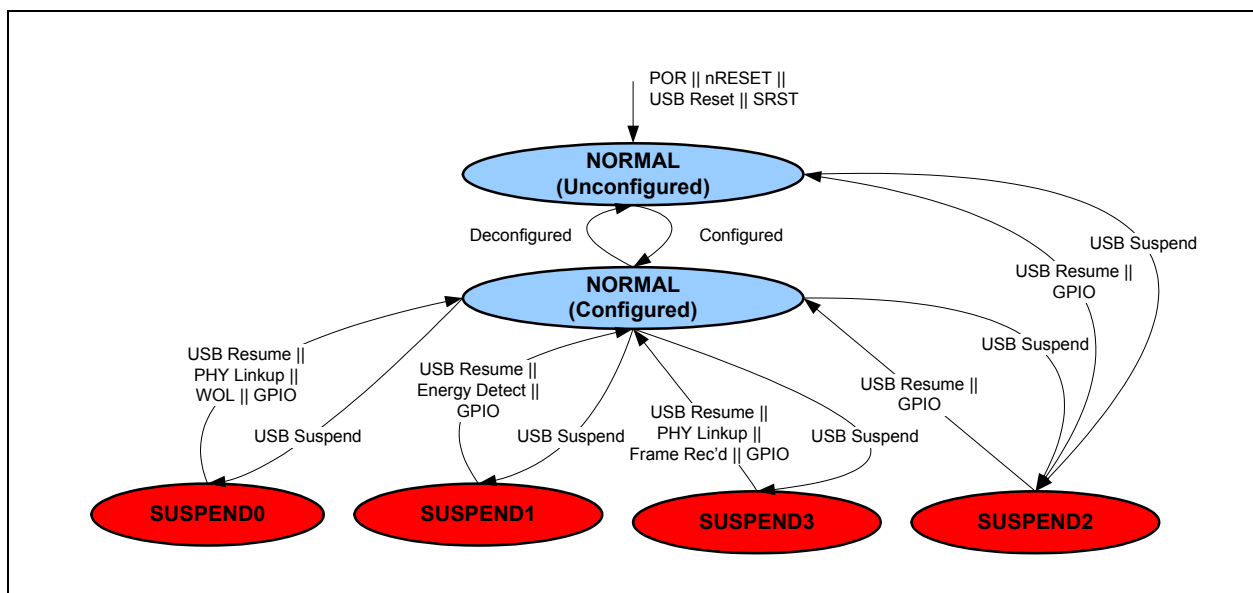 POR || nRESET ||
USB Reset || SRST
NORMAL
(Unconfigured)
Deconfigured
Configured
USB Suspend
USB Resume ||
GPIO
NORMAL
(Configured)
USB Suspend
USB Resume ||
PHY Linkup ||
WOL || GPIO
USB Resume ||
Energy Detect ||
GPIO
USB Resume ||
GPIO
USB Resume ||
PHY Linkup ||
Frame Rec'd || GPIO
USB Suspend
USB Suspend
USB Suspend
SUSPEND0
SUSPEND1
SUSPEND3
SUSPEND2